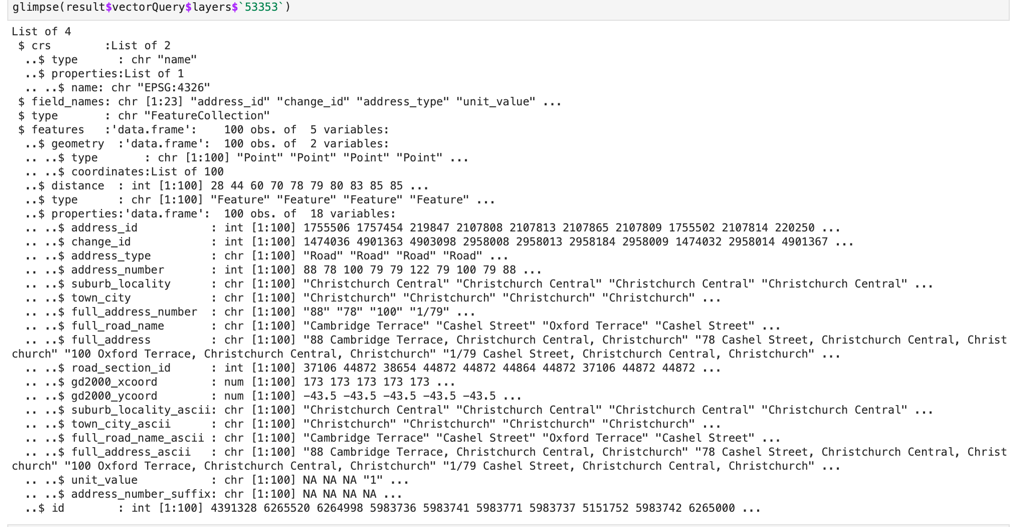 glimpse(result$vectorQuery$layers$`53353`)
List of 4
 $ crs        :List of 2
  ..$ type      : chr "name"
  ..$ properties:List of 1
  .. ..$ name: chr "EPSG:4326"
 $ field_names: chr [1:23] "address_id" "change_id" "address_type" "unit_value" ...
 $ type       : chr "FeatureCollection"
 $ features   :'data.frame':	100 obs. of  5 variables:
  ..$ geometry  :'data.frame':	100 obs. of  2 variables:
  .. ..$ type       : chr [1:100] "Point" "Point" "Point" "Point" ...
  .. ..$ coordinates:List of 100
  ..$ distance  : int [1:100] 28 44 60 70 78 79 80 83 85 85 ...
  ..$ type      : chr [1:100] "Feature" "Feature" "Feature" "Feature" ...
  ..$ properties:'data.frame':	100 obs. of  18 variables:
  .. ..$ address_id           : int [1:100] 1755506 1757454 219847 2107808 2107813 2107865 2107809 1755502 2107814 220250 ...
  .. ..$ change_id            : int [1:100] 1474036 4901363 4903098 2958008 2958013 2958184 2958009 1474032 2958014 4901367 ...
  .. ..$ address_type         : chr [1:100] "Road" "Road" "Road" "Road" ...
  .. ..$ address_number       : int [1:100] 88 78 100 79 79 122 79 100 79 88 ...
  .. ..$ suburb_locality      : chr [1:100] "Christchurch Central" "Christchurch Central" "Christchurch Central" "Christchurch Central" ...
  .. ..$ town_city            : chr [1:100] "Christchurch" "Christchurch" "Christchurch" "Christchurch" ...
  .. ..$ full_address_number  : chr [1:100] "88" "78" "100" "1/79" ...
  .. ..$ full_road_name       : chr [1:100] "Cambridge Terrace" "Cashel Street" "Oxford Terrace" "Cashel Street" ...
  .. ..$ full_address         : chr [1:100] "88 Cambridge Terrace, Christchurch Central, Christchurch" "78 Cashel Street, Christchurch Central, Christ
church" "100 Oxford Terrace, Christchurch Central, Christchurch" "1/79 Cashel Street, Christchurch Central, Christchurch" ...
  .. ..$ road_section_id      : int [1:100] 37106 44872 38654 44872 44872 44864 44872 37106 44872 44872 ...
  .. ..$ gd2000_xcoord        : num [1:100] 173 173 173 173 173 ...
  .. ..$ gd2000_ycoord        : num [1:100] -43.5 -43.5 -43.5 -43.5 -43.5 ...
  .. ..$ suburb_locality_ascii: chr [1:100] "Christchurch Central" "Christchurch Central" "Christchurch Central" "Christchurch Central" ...
  .. ..$ town_city_ascii      : chr [1:100] "Christchurch" "Christchurch" "Christchurch" "Christchurch" ...
  .. ..$ full_road_name_ascii : chr [1:100] "Cambridge Terrace" "Cashel Street" "Oxford Terrace" "Cashel Street" ...
  .. ..$ full_address_ascii   : chr [1:100] "88 Cambridge Terrace, Christchurch Central, Christchurch" "78 Cashel Street, Christchurch Central, Christ
church" "100 Oxford Terrace, Christchurch Central, Christchurch" "1/79 Cashel Street, Christchurch Central, Christchurch" ...
  .. ..$ unit_value           : chr [1:100] NA NA NA "1" ...
  .. ..$ address_number_suffix: chr [1:100] NA NA NA NA ...
  ..$ id        : int [1:100] 4391328 6265520 6264998 5983736 5983741 5983771 5983737 5151752 5983742 6265000 ...